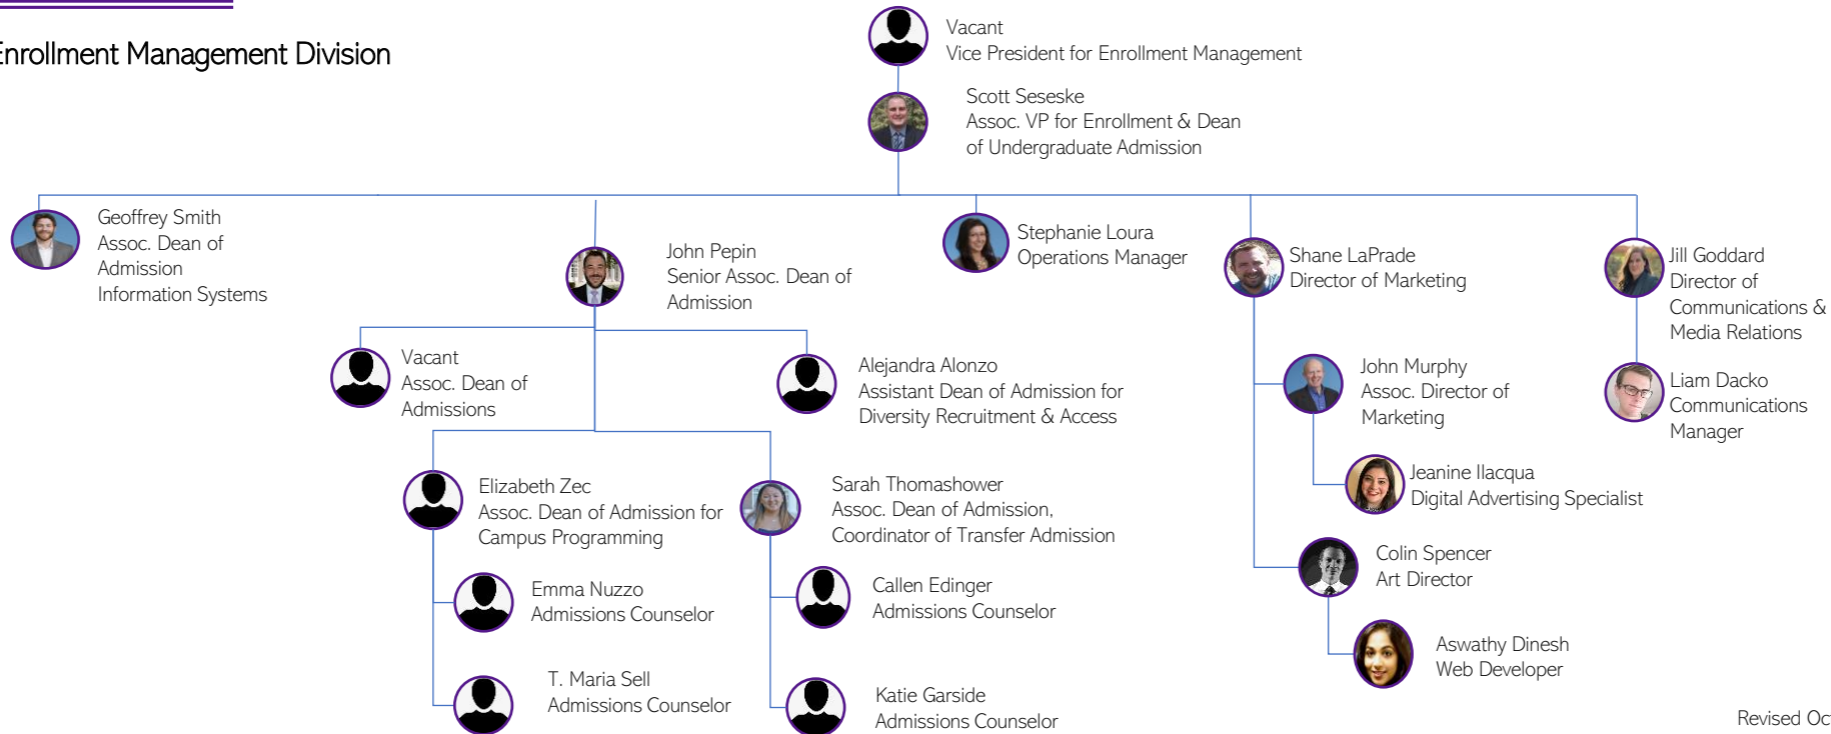 Enrollment Management Division
Vacant
Vice President for Enrollment Management
Scott Seseske
Assoc. VP for Enrollment & Dean
of Undergraduate Admission
Geoffrey Smith
Assoc. Dean of
Admission
Information Systems
John Pepin
Senior Assoc. Dean of
Admission
Stephanie Loura
Operations Manager
Shane LaPrade
Director of Marketing
Jill Goddard
Director of
Communications &
Media Relations
Vacant
Assoc. Dean of
Admissions
Alejandra Alonzo
Assistant Dean of Admission for
Diversity Recruitment & Access
John Murphy
Assoc. Director of
Marketing
Liam Dacko
Communications
Manager
Elizabeth Zec
Assoc. Dean of Admission for
Campus Programming
Sarah Thomashower
Assoc. Dean of Admission,
Coordinator of Transfer Admission
Jeanine Ilacqua
Digital Advertising Specialist
Emma Nuzzo
Admissions Counselor
Callen Edinger
Admissions Counselor
Colin Spencer
Art Director
T. Maria Sell
Admissions Counselor
Katie Garside
Admissions Counselor
Aswathy Dinesh
Web Developer
Revised Oc